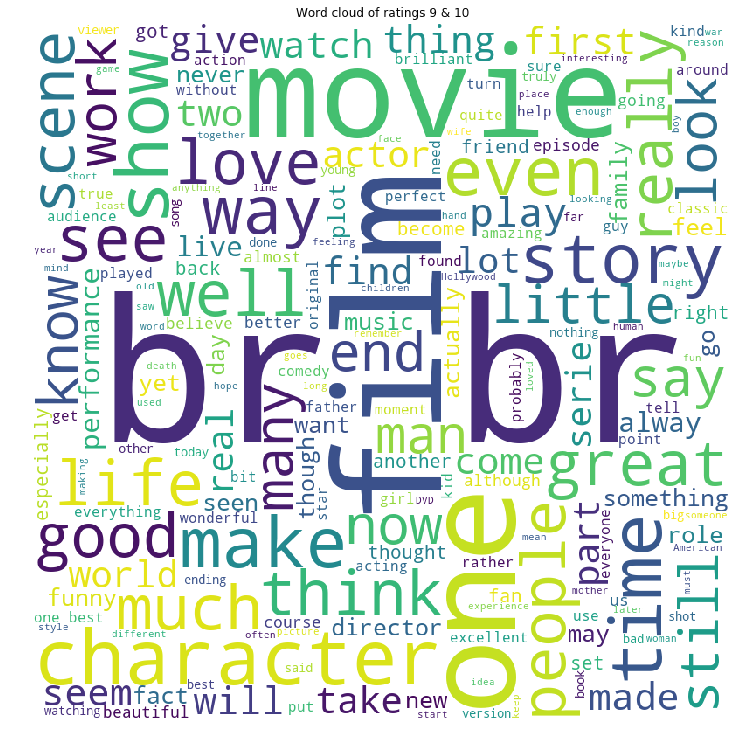 Word cloud of ratings 9 & 10
viewer
game
scene
work
show
got
give
action
never
without
two
together
watch
thing
brilliant
first
sure
truly
turn
interesting
place
help
quite
enough
kind
war
reason
around
going
really
look
boy
movie
love
actor
face
wife
young
need
friend
episode
family
even
short
least
true
audience
anything
line
song
way
plot
perfect
hand
become
amazing
play
looking
far
guy
classic
feel
year
see
live
done
feeling
almost
found
Hollywood
lot
story
mind
played
back
find
original
children
film
well
old
saw
word
believe
better
music
remember
actually
little
maybe
night
right
nothing
human
go
know
performance
br br
day
death
yet
used
hope
goes
comedy
long
end
probably
loved
serie
fun
say
tell
get
other
many
father
want
moment
man
alway
point
especially
life
real
today
making
bit
though
star
another
girl
DVD
kid
come
although
great
everything
seen
wonderful
something
good
make
now
thought
acting
rather
one
people
part
everyone
big
someone
role
American
mean
ending
world
funny
much
think
mother
fan
experience
us
time
must
still
one best
style
different
course
often
picture
director
excellent
use
later
may
bad
woman
shot
character
said
idea
set
book
seem
fact
best
will
put
take
new
keep
made
watching
beautiful
start
version